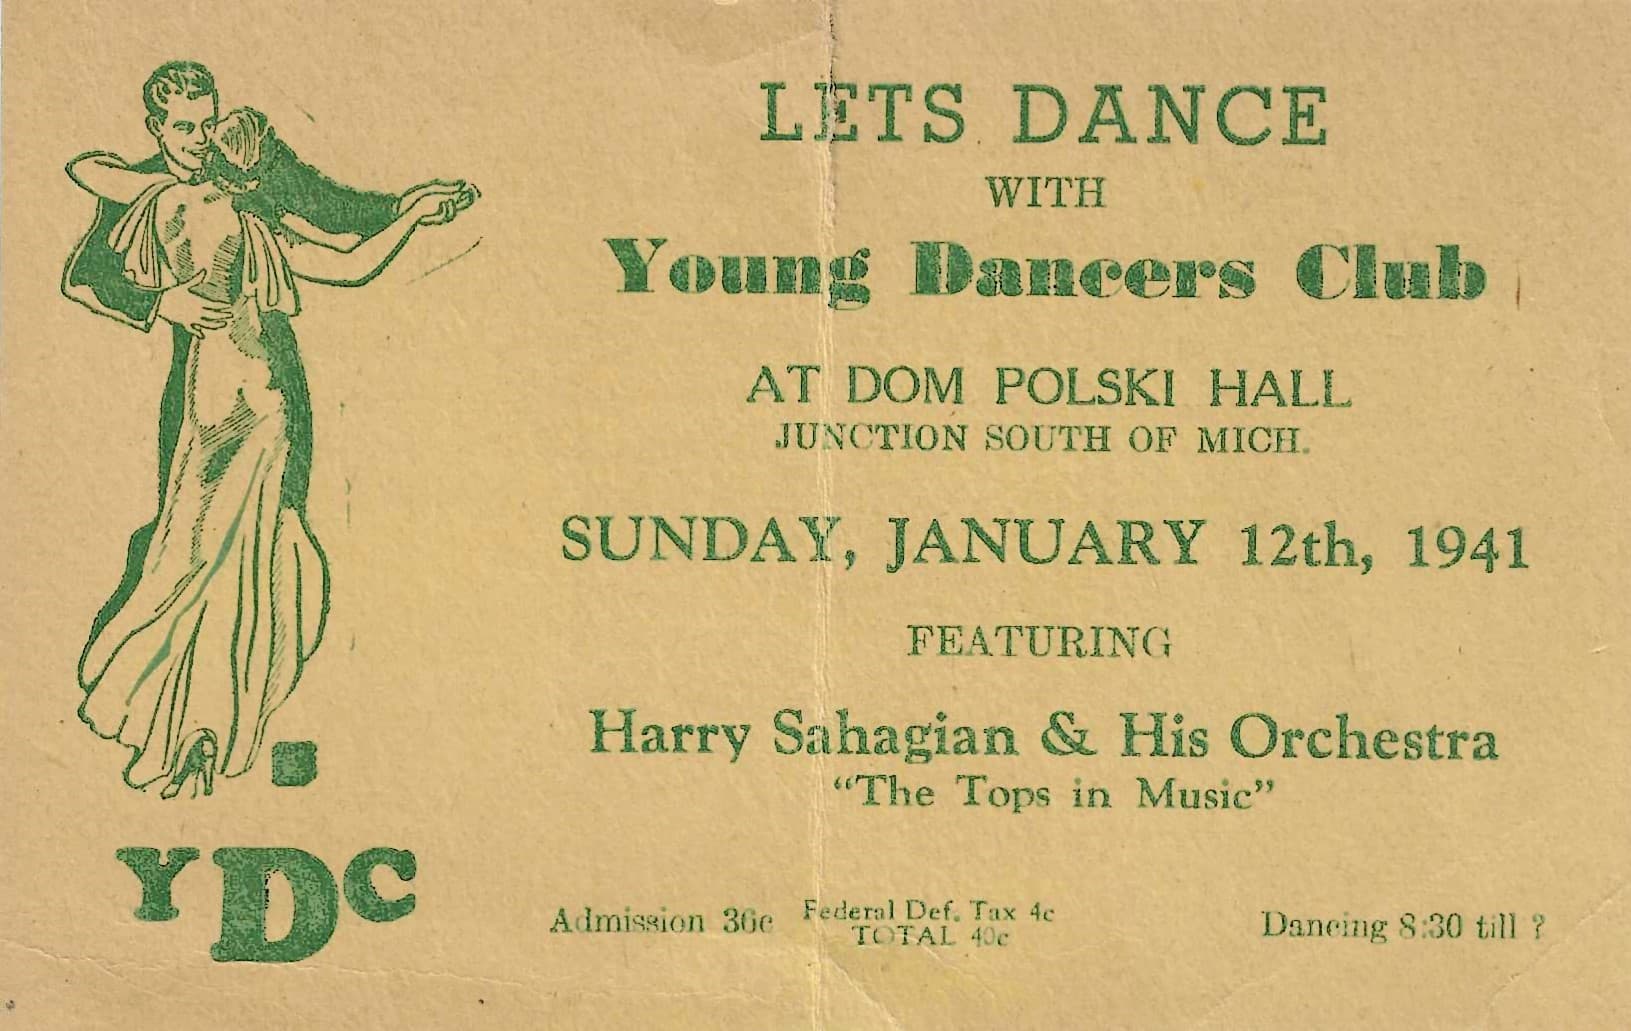 LETS DANCE
WITH
Young Dancers Club
AT DOM POLSKI HALL
JUNCTION SOUTH OF MICH.
SUNDAY, JANUARY 12th, 1941
FEATURING
Harry Sahagian & His Orchestra
“The Tops in Music”
YDC
Admission 36c
Federal Def. Tax 4c
TOTAL 40c
Dancing 8:30 till ?